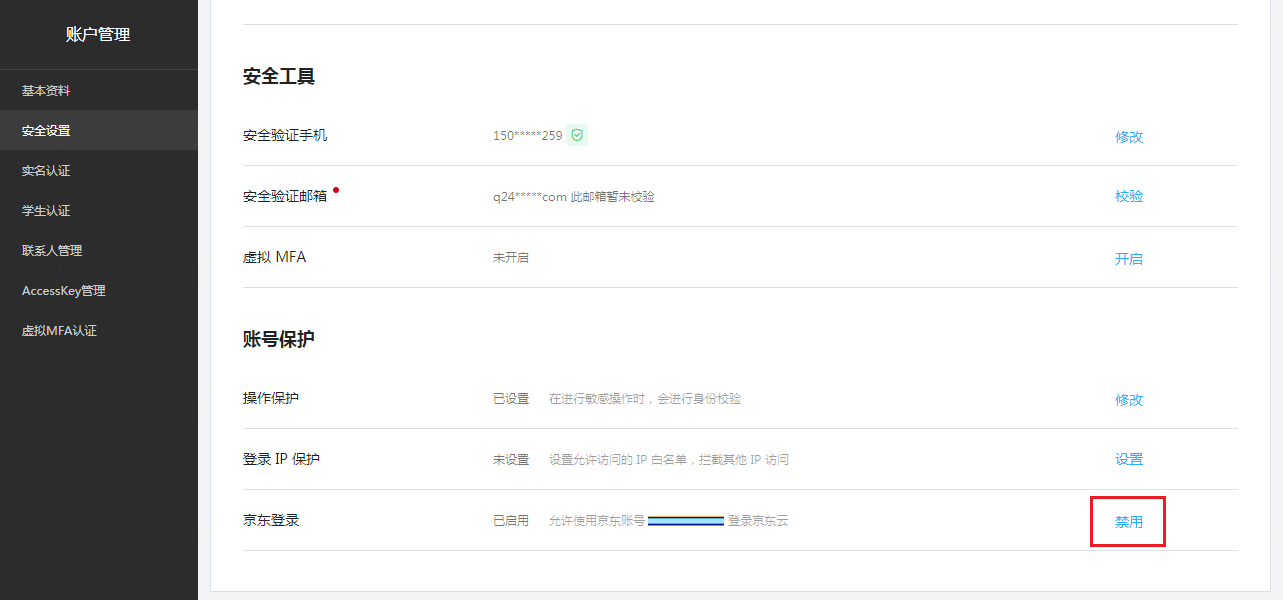 账户管理
基本资料
安全设置
实名认证
学生认证
联系人管理
AccessKey管理
虚拟MFA认证
安全工具
安全验证手机 150*****259 修改
安全验证邮箱 q24*****com 此邮箱暂未校验 校验
虚拟 MFA 未开启 开启
账号保护
操作保护 已设置 在进行敏感操作时，会进行身份校验 修改
登录 IP 保护 未设置 设置允许访问的 IP 白名单，拦截其他 IP 访问 设置
京东登录 已启用 允许使用京东账号 登录京东云 禁用